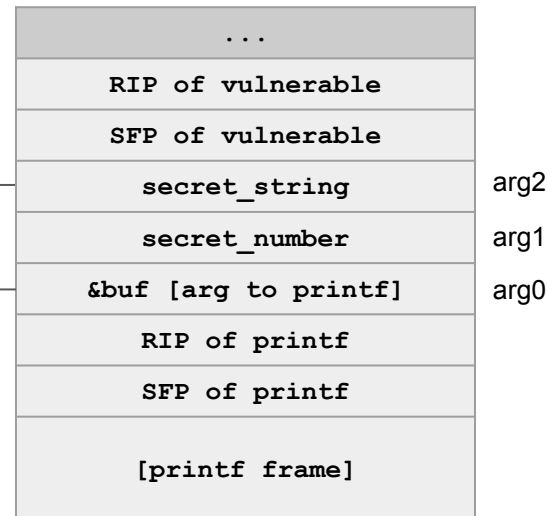 ...
RIP of vulnerable
SFP of vulnerable
secret_string arg2
secret_number arg1
&buf [arg to printf] arg0
RIP of printf
SFP of printf
[printf frame]